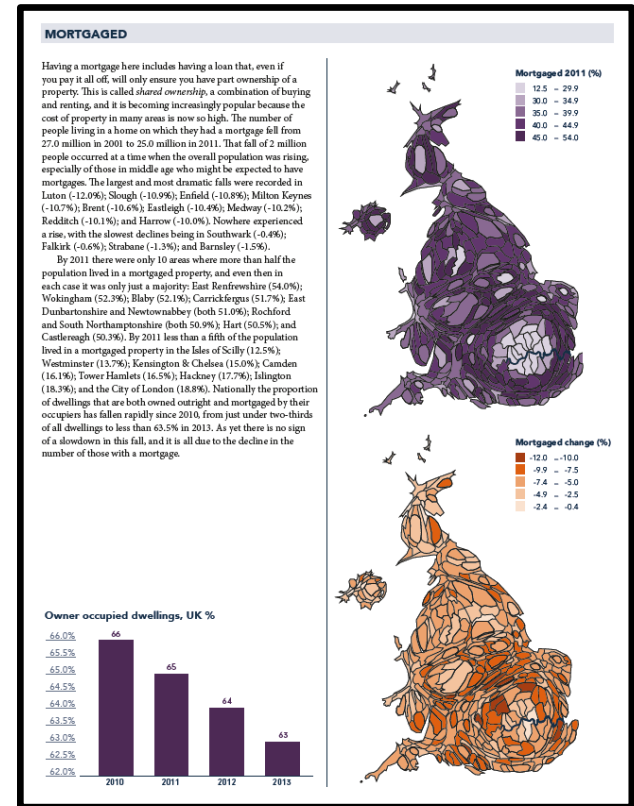 MORTGAGED
Having a mortgage here includes having a loan that, even if
you pay it all off, will only ensure you have part ownership of a
property. This is called shared ownership, a combination of buying
and renting, and it is becoming increasingly popular because the
cost of property in many areas is now so high. The number of
people living in a home on which they had a mortgage fell from
27.0 million in 2001 to 25.0 million in 2011. That fall of 2 million
people occurred at a time when the overall population was rising,
especially of those in middle age who might be expected to have
mortgages. The largest and most dramatic falls were recorded in
Luton (-12.0%); Slough (-10.9%); Enfield (-10.8%); Milton Keynes
(-10.7%); Brent (-10.6%); Eastleigh (-10.4%); Medway (-10.2%);
Redditch (-10.1%); and Harrow (-10.0%). Nowhere experienced
a rise, with the slowest declines being in Southwark (-0.4%);
Falkirk (-0.6%); Strabane (-1.3%); and Barnsley (-1.5%).
By 2011 there were only 10 areas where more than half the
population lived in a mortgaged property, and even then in
each case it was only just a majority: East Renfrewshire (54.0%);
Wokingham (52.3%); Blaby (52.1%); Carrickfergus (51.7%); East
Dunbartonshire and Newtownabbey (both 51.0%); Rochford
and South Northamptonshire (both 50.9%); Hart (50.5%); and
Castlereagh (50.3%). By 2011 less than a fifth of the population
lived in a mortgaged property in the Isles of Scilly (12.5%);
Westminster (13.7%); Kensington & Chelsea (15.0%); Camden
(16.1%); Tower Hamlets (16.5%); Hackney (17.7%); Islington
(18.3%); and the City of London (18.8%). Nationally the proportion
of dwellings that are both owned outright and mortgaged by their
occupiers has fallen rapidly since 2010, from just under two-thirds
of all dwellings to less than 63.5% in 2013. As yet there is no sign
of a slowdown in this fall, and it is all due to the decline in the
number of those with a mortgage.
Owner occupied dwellings, UK %
66.0%
65.5%
65.0%
64.5%
64.0%
63.5%
63.0%
62.5%
62.0%
66
65
64
63
2010 2011 2012 2013
Mortgaged 2011 (%)
12.5 – 29.9
30.0 – 34.9
35.0 – 39.9
40.0 – 44.9
45.0 – 54.0
Mortgaged change (%)
-12.0 – -10.0
-9.9 – -7.5
-7.4 – -5.0
-4.9 – -2.5
-2.4 – -0.4